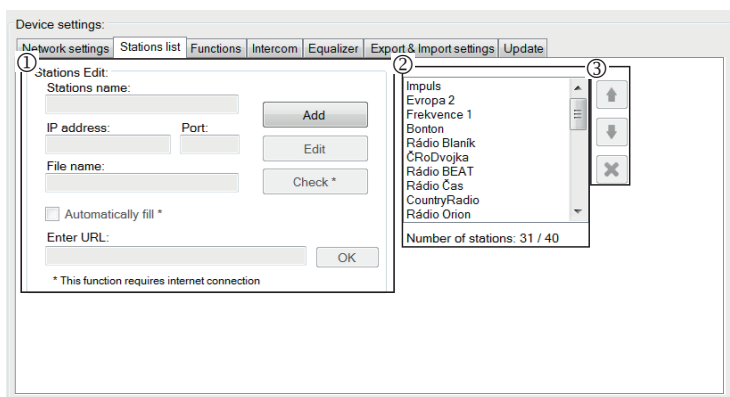 Device settings:
Network settings Stations list Functions Intercom Equalizer Export & Import settings Update
① ② ③
Stations Edit:
Stations name:
Add
IP address: Port:
Edit
File name:
Check *
Automatically fill *
Enter URL:
OK
* This function requires internet connection
Impuls
Evropa 2
Frekvence 1
Bonton
Rádio Blaník
ČRoDvojka
Rádio BEAT
Rádio Čas
CountryRadio
Rádio Orion
Number of stations: 31 / 40